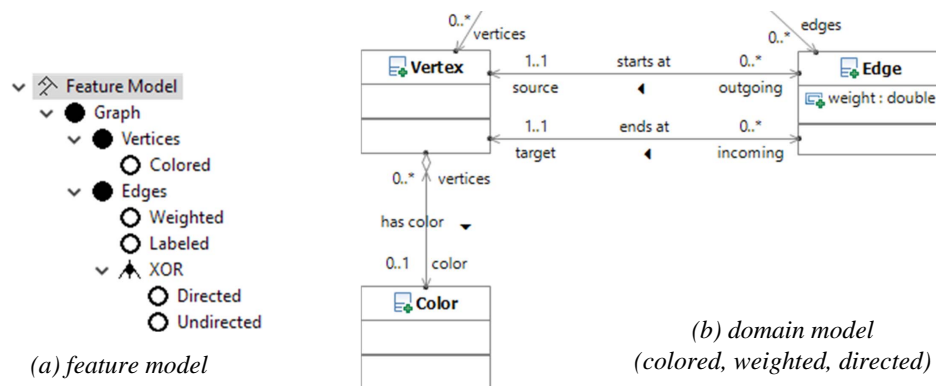 Feature Model
Graph
Vertices
Colored
Edges
Weighted
Labeled
XOR
Directed
Undirected
(a) feature model
0..*
vertices
edges
0..*
Vertex
1..1
starts at
0..*
source
outgoing
Edge
weight : double
1..1
ends at
0..*
target
incoming
0..*
vertices
has color
0..1
color
Color
(b) domain model
(colored, weighted, directed)